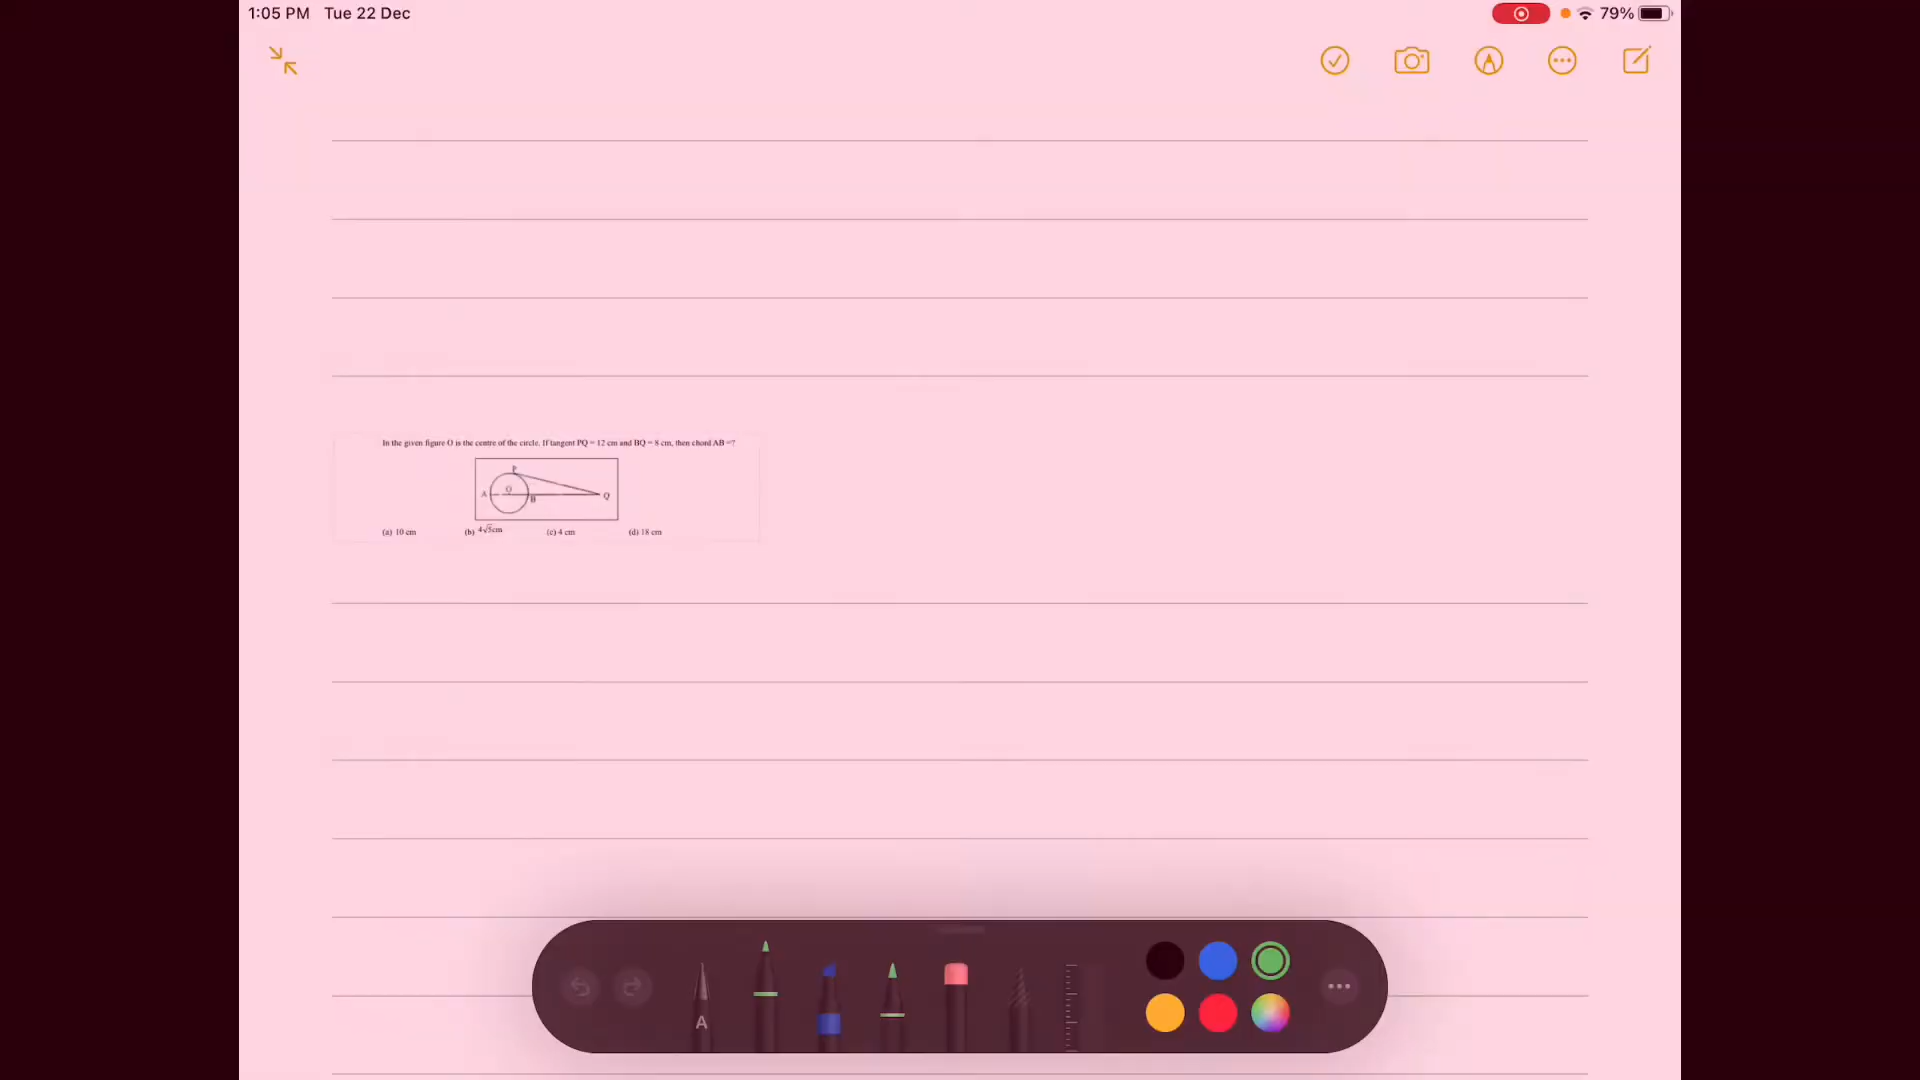 1:05 PM Tue 22 Dec 79%
In the given figure O is the centre of the circle. If tangent PQ = 12 cm and BQ = 8 cm, then chord AB =?
P
A O B Q
(a) 10 cm (b) 4√5cm (c) 4 cm (d) 18 cm
A